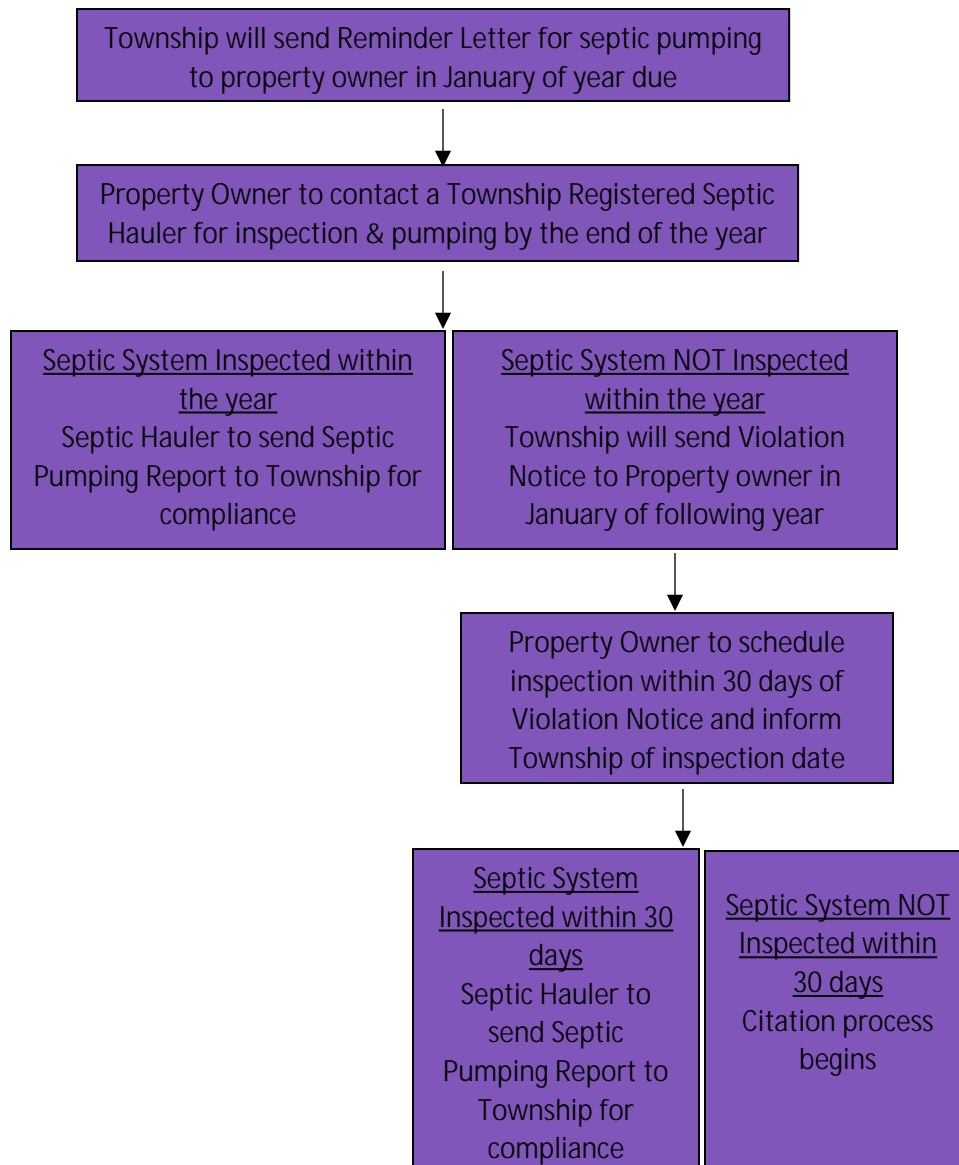 Township will send Reminder Letter for septic pumping
to property owner in January of year due
Property Owner to contact a Township Registered Septic
Hauler for inspection & pumping by the end of the year
Septic System Inspected within
the year
Septic Hauler to send Septic
Pumping Report to Township for
compliance
Septic System NOT Inspected
within the year
Township will send Violation
Notice to Property owner in
January of following year
Property Owner to schedule
inspection within 30 days of
Violation Notice and inform
Township of inspection date
Septic System
Inspected within 30
days
Septic Hauler to
send Septic
Pumping Report to
Township for
compliance
Septic System NOT
Inspected within
30 days
Citation process
begins